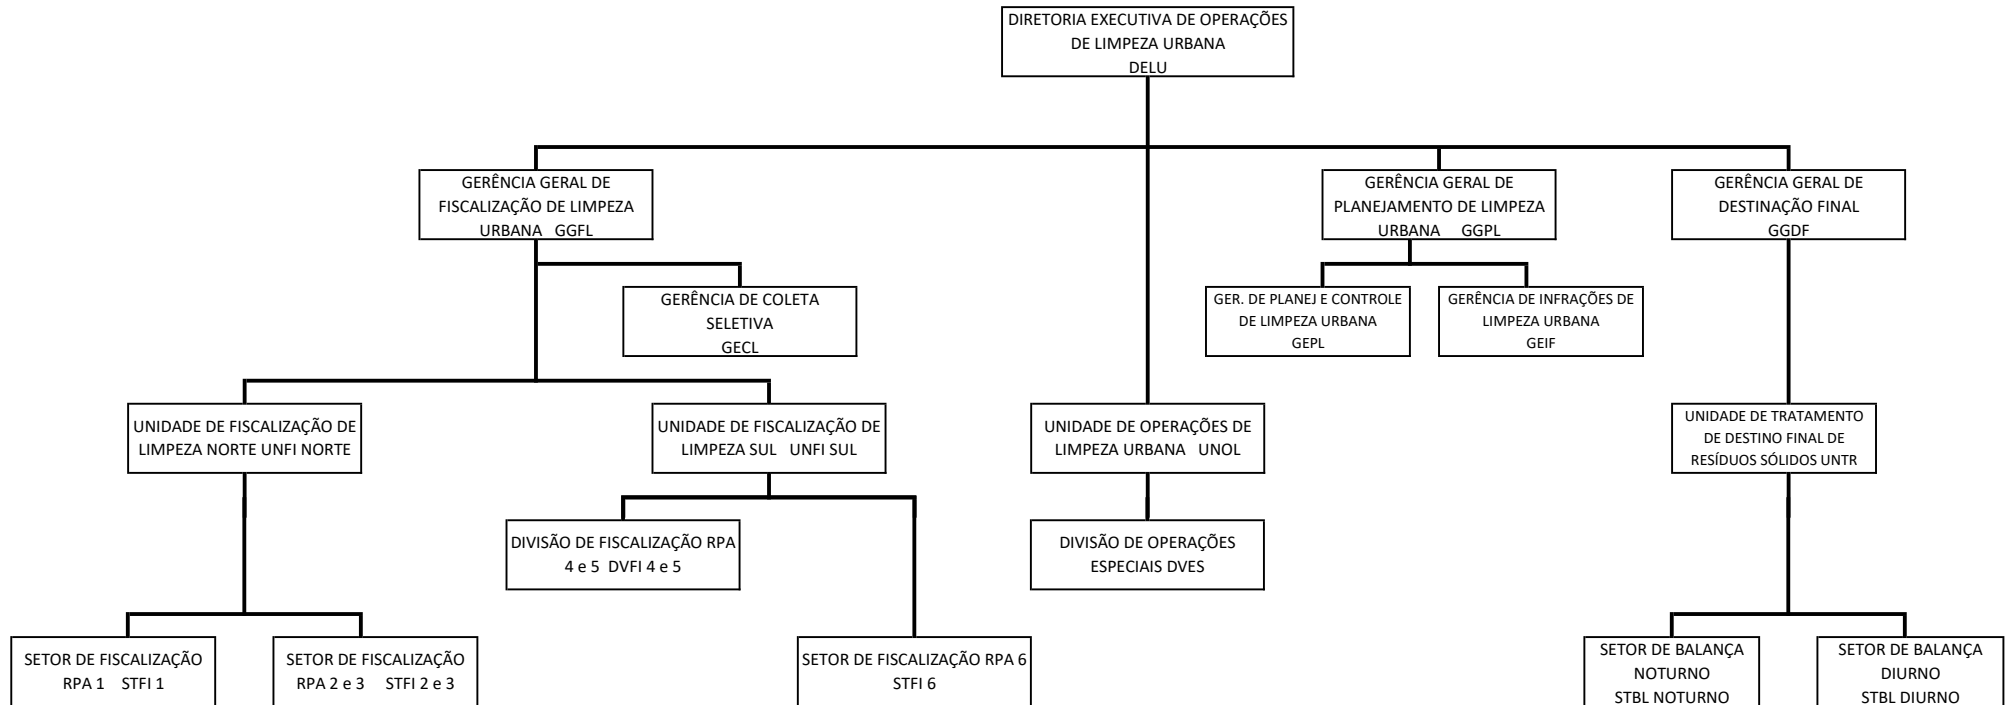 DIRETORIA EXECUTIVA DE OPERAÇÕES
DE LIMPEZA URBANA
DELU
GERÊNCIA GERAL DE
FISCALIZAÇÃO DE LIMPEZA
URBANA GGFL
GERÊNCIA GERAL DE
PLANEJAMENTO DE LIMPEZA
URBANA GGPL
GERÊNCIA GERAL DE
DESTINAÇÃO FINAL
GGDF
GERÊNCIA DE COLETA
SELETIVA
GECL
GER. DE PLANEJ E CONTROLE
DE LIMPEZA URBANA
GEPL
GERÊNCIA DE INFRAÇÕES DE
LIMPEZA URBANA
GEIF
UNIDADE DE FISCALIZAÇÃO DE
LIMPEZA NORTE UNFI NORTE
UNIDADE DE FISCALIZAÇÃO DE
LIMPEZA SUL UNFI SUL
UNIDADE DE OPERAÇÕES DE
LIMPEZA URBANA UNOL
UNIDADE DE TRATAMENTO
DE DESTINO FINAL DE
RESÍDUOS SÓLIDOS UNTR
DIVISÃO DE FISCALIZAÇÃO RPA
4 e 5 DVFI 4 e 5
DIVISÃO DE OPERAÇÕES
ESPECIAIS DVES
SETOR DE FISCALIZAÇÃO
RPA 1 STFI 1
SETOR DE FISCALIZAÇÃO
RPA 2 e 3 STFI 2 e 3
SETOR DE FISCALIZAÇÃO RPA 6
STFI 6
SETOR DE BALANÇA
NOTURNO
STBL NOTURNO
SETOR DE BALANÇA
DIURNO
STBL DIURNO